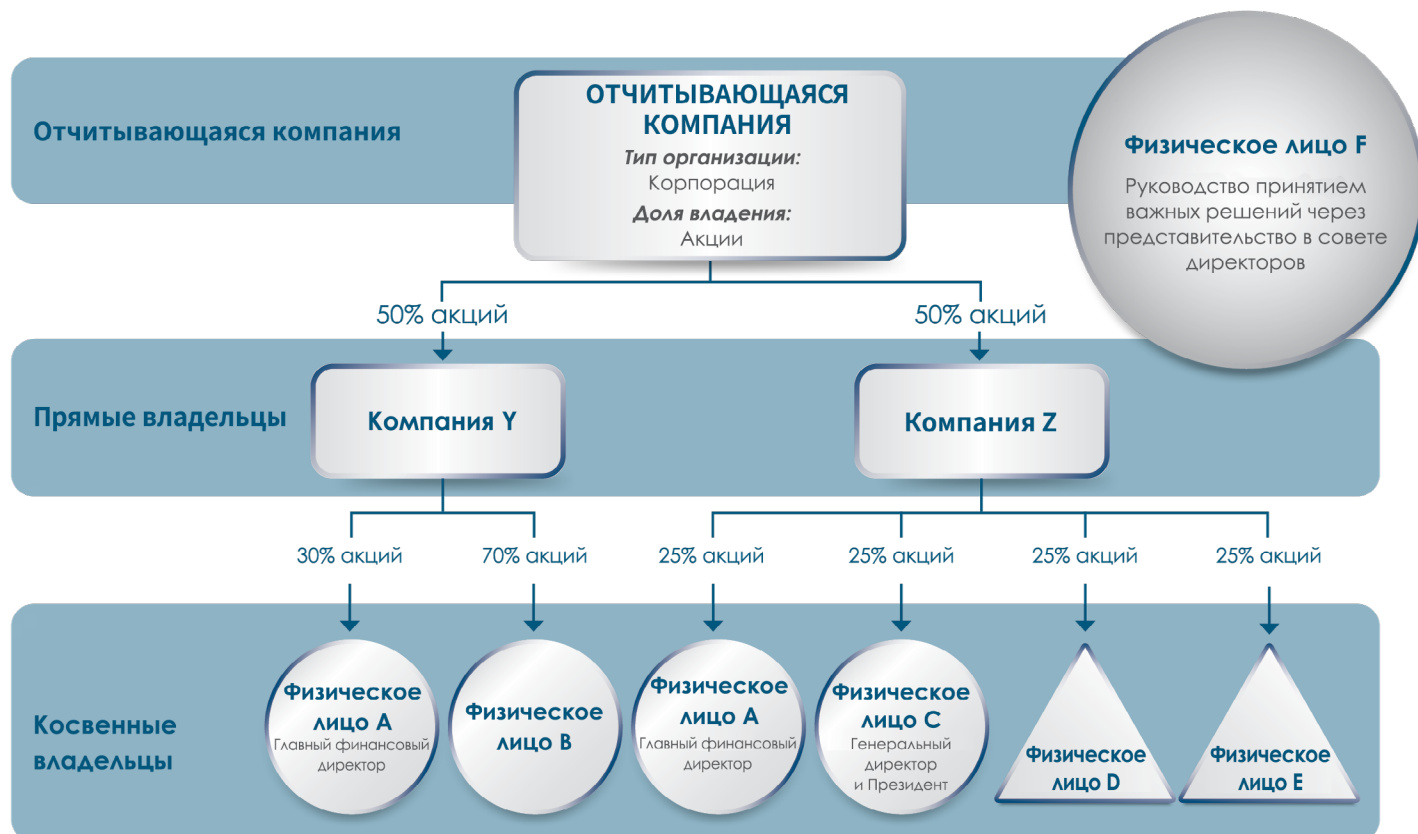 Отчитывающаяся компания
ОТЧИТЫВАЮЩАЯСЯ
КОМПАНИЯ
Тип организации:
Корпорация
Доля владения:
Акции
Физическое лицо F
Руководство принятием
важных решений через
представительство в совете
директоров
50% акций
50% акций
Прямые владельцы
Компания Y
Компания Z
30% акций
70% акций
25% акций
25% акций
25% акций
25% акций
Косвенные
владельцы
Физическое
лицо A
Главный финансовый
директор
Физическое
лицо B
Физическое
лицо A
Главный финансовый
директор
Физическое
лицо C
Генеральный
директор
и Президент
Физическое
лицо D
Физическое
лицо E